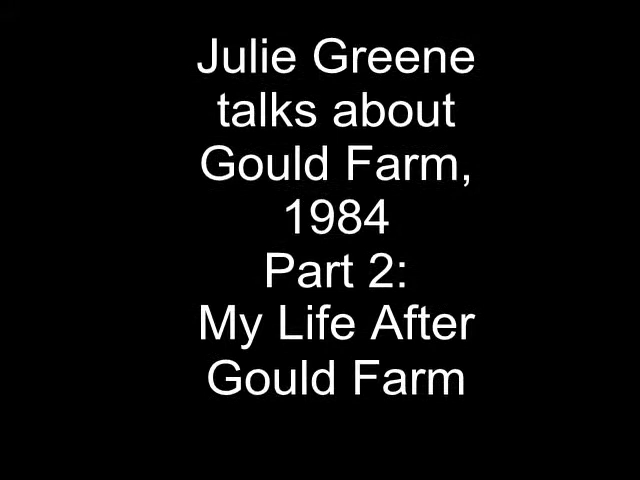 Julie Greene
talks about
Gould Farm,
1984
Part 2:
My Life After
Gould Farm